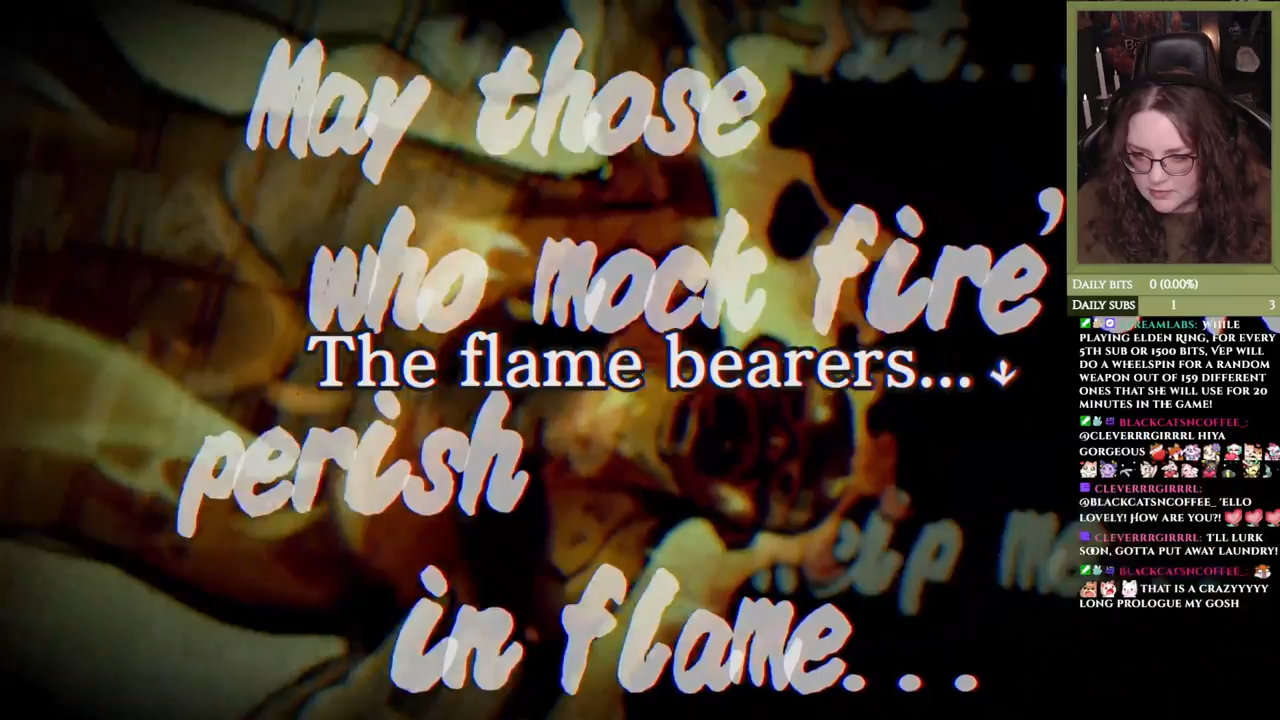 May those
who mock fire
,
The flame bearers...
perish
in flame...
DAILY BITS 0 (0.00%)
DAILY SUBS 1 3
REAMLABS: WHILE
PLAYING ELDEN RING, FOR EVERY
5TH SUB OR 1500 BITS, VEP WILL
DO A WHEELSPIN FOR A RANDOM
WEAPON OUT OF 159 DIFFERENT
ONES THAT SHE WILL USE FOR 20
MINUTES IN THE GAME!
BLACKCATSNCOFFEE_:
@CLEVERRRGIRRRL HIYA
GORGEOUS
CLEVERRRGIRRRL:
@BLACKCATSNCOFFEE_ 'ELLO
LOVELY! HOW ARE YOU?!
CLEVERRRGIRRRL: I'LL LURK
SOON, GOTTA PUT AWAY LAUNDRY!
BLACKCATSNCOFFEE_:
THAT IS A CRAZYYYYY
LONG PROLOGUE MY GOSH